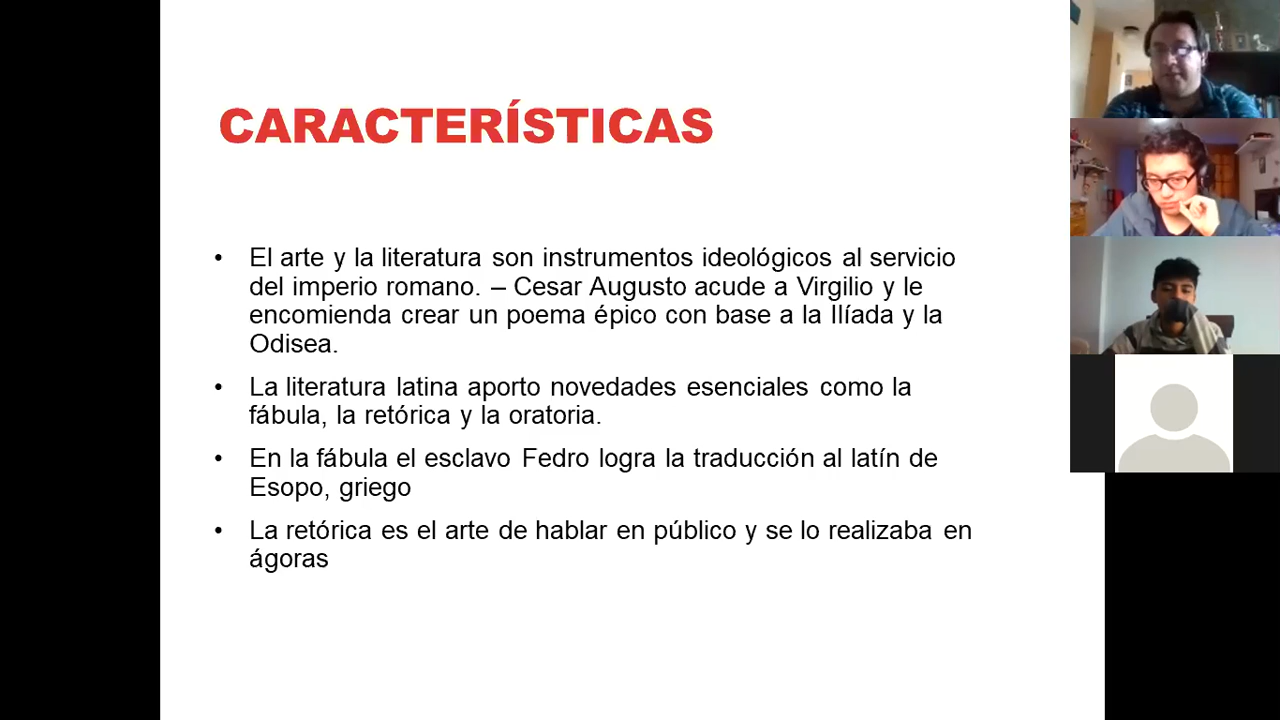 CARACTERÍSTICAS
• El arte y la literatura son instrumentos ideológicos al servicio
del imperio romano. – Cesar Augusto acude a Virgilio y le
encomienda crear un poema épico con base a la Ilíada y la
Odisea.
• La literatura latina aporto novedades esenciales como la
fábula, la retórica y la oratoria.
• En la fábula el esclavo Fedro logra la traducción al latín de
Esopo, griego
• La retórica es el arte de hablar en público y se lo realizaba en
ágoras